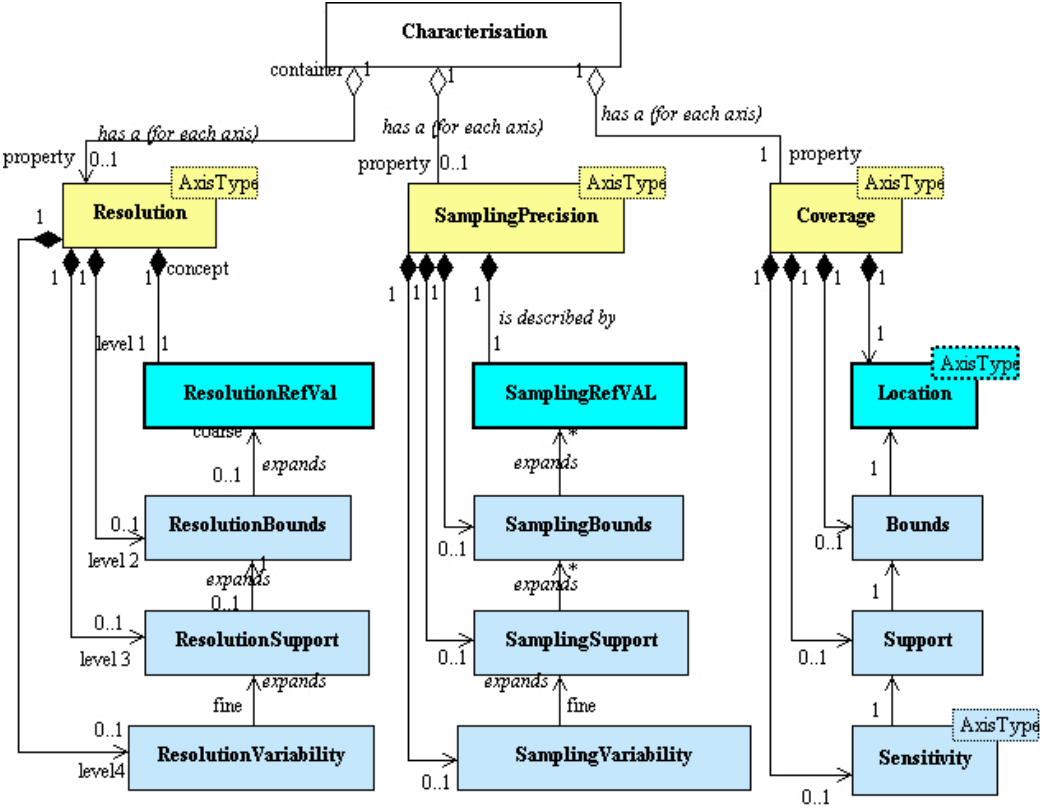 Characterisation
container 1
1
1
has a (for each axis)
has a (for each axis)
has a (for each axis)
property 0..1
property 0..1
1 property
AxisType
AxisType
AxisType
Resolution
SamplingPrecision
Coverage
1
1 1 1 concept
1 1 1 1
1 1 1 1
is described by
level 1 1
1
1
AxisType
ResolutionRefVal
SamplingRefVAL
Location
coarse
*
expands
expands
0..1
1
ResolutionBounds
SamplingBounds
Bounds
0..1
0..1
0..1
level 2
1
*
expands
expands
0..1
1
0..1
ResolutionSupport
SamplingSupport
Support
level 3
0..1
0..1
expands
expands
fine
fine
1
AxisType
0..1
ResolutionVariability
SamplingVariability
Sensitivity
level4
0..1
0..1